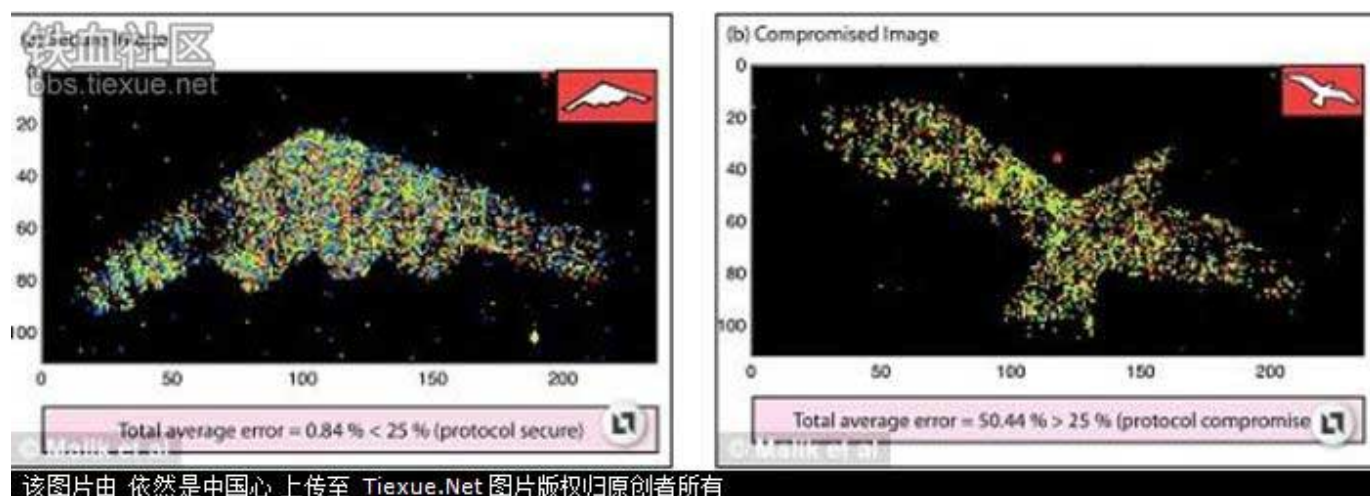 铁血社区
(a) Secure Image
bbs.tiexue.net
0
20
40
60
80
100
0 50 100 150 200
Total average error = 0.84 % < 25 % (protocol secure)
© Malik et al
(b) Compromised Image
0
20
40
60
80
100
0 50 100 150 200
Total average error = 50.44 % > 25 % (protocol compromise
© Malik et al
该图片由 依然是中国心 上传至 Tiexue.Net 图片版权归原创者所有